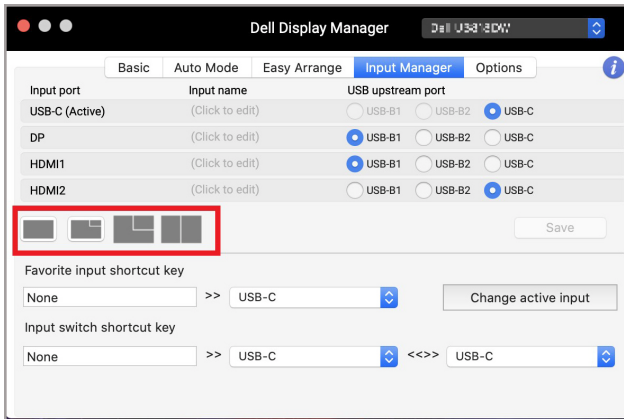 Dell Display Manager
Basic Auto Mode Easy Arrange Input Manager Options i
Input port Input name USB upstream port
USB-C (Active) (Click to edit) USB-B1 USB-B2 USB-C
DP (Click to edit) USB-B1 USB-B2 USB-C
HDMI1 (Click to edit) USB-B1 USB-B2 USB-C
HDMI2 (Click to edit) USB-B1 USB-B2 USB-C
Save
Favorite input shortcut key
None >> USB-C Change active input
Input switch shortcut key
None >> USB-C <<>> USB-C